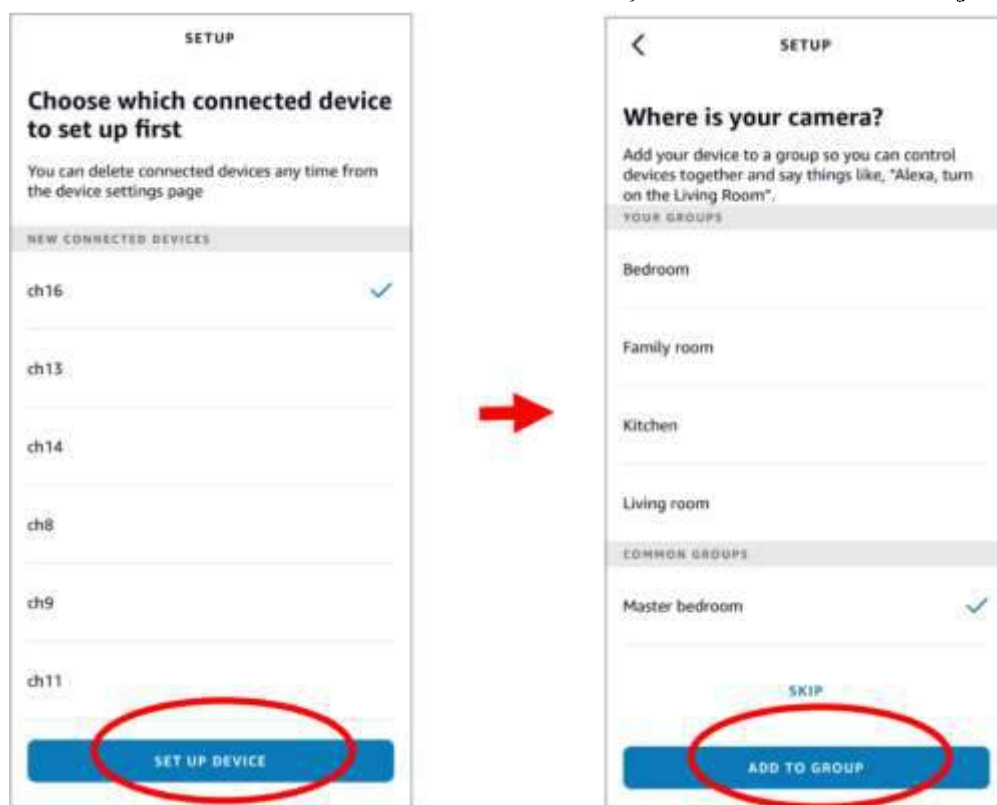 SETUP
Choose which connected device
to set up first
You can delete connected devices any time from
the device settings page
NEW CONNECTED DEVICES
ch16
ch13
ch14
ch8
ch9
ch11
SET UP DEVICE
SETUP
Where is your camera?
Add your device to a group so you can control
devices together and say things like, "Alexa, turn
on the Living Room".
YOUR GROUPS
Bedroom
Family room
Kitchen
Living room
COMMON GROUPS
Master bedroom
SKIP
ADD TO GROUP